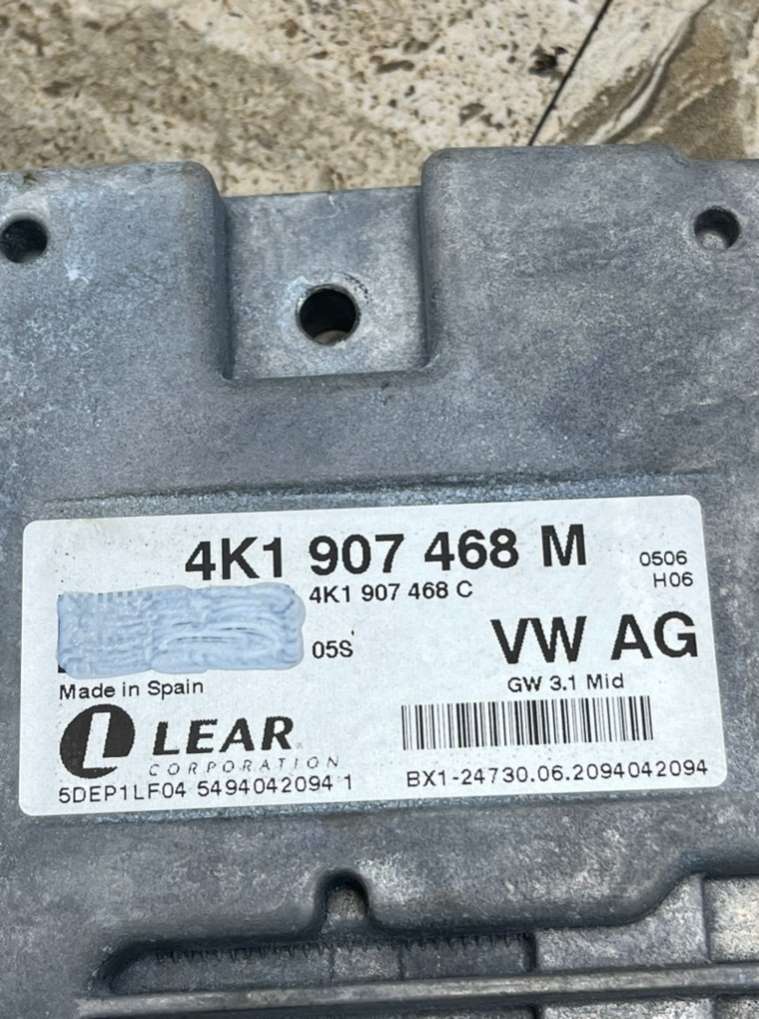 4K1 907 468 M
0506
H06
4K1 907 468 C
05S
VW AG
Made in Spain
GW 3.1 Mid
LEAR
CORPORATION
5DEP1LF04 5494042094 1
BX1-24730.06.2094042094